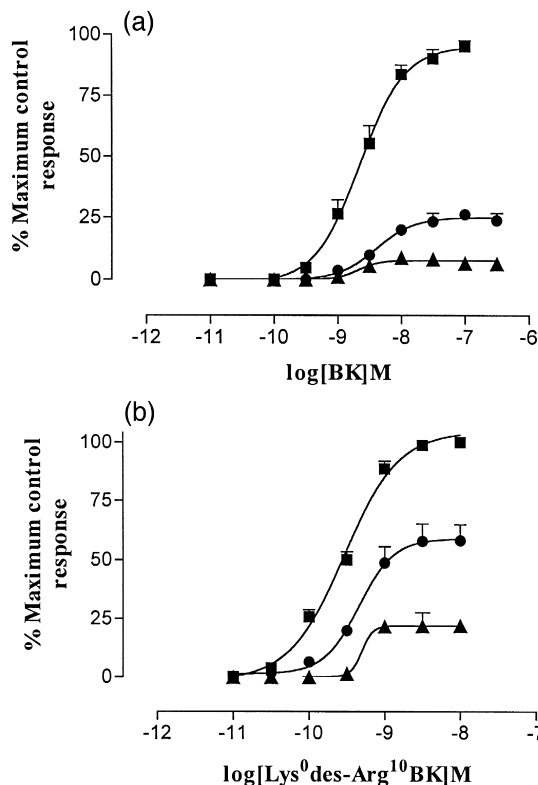 (a)
% Maximum control
response
100
75
50
25
0
-12 -11 -10 -9 -8 -7 -6
log[BK]M
(b)
% Maximum control
response
100
75
50
25
0
-12 -11 -10 -9 -8 -7
log[Lys⁰des-Arg¹⁰BK]M